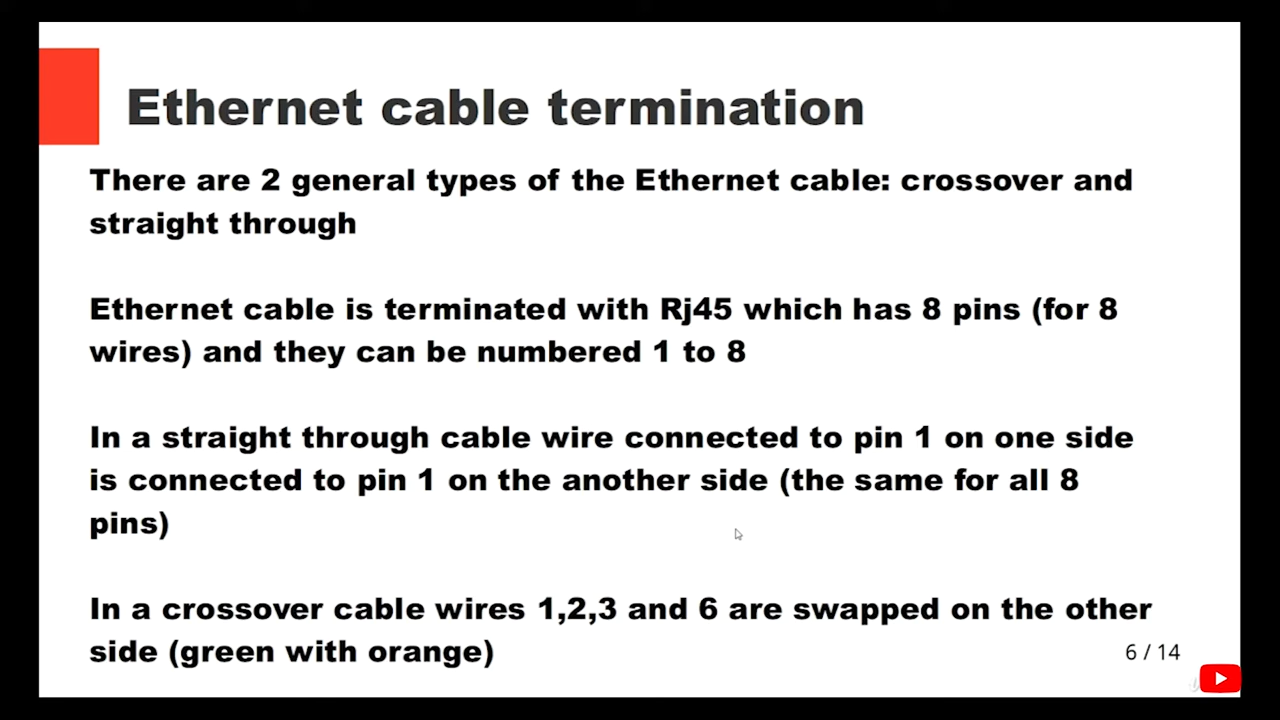 Ethernet cable termination
There are 2 general types of the Ethernet cable: crossover and
straight through
Ethernet cable is terminated with Rj45 which has 8 pins (for 8
wires) and they can be numbered 1 to 8
In a straight through cable wire connected to pin 1 on one side
is connected to pin 1 on the another side (the same for all 8
pins)
In a crossover cable wires 1,2,3 and 6 are swapped on the other
side (green with orange)
6 / 14